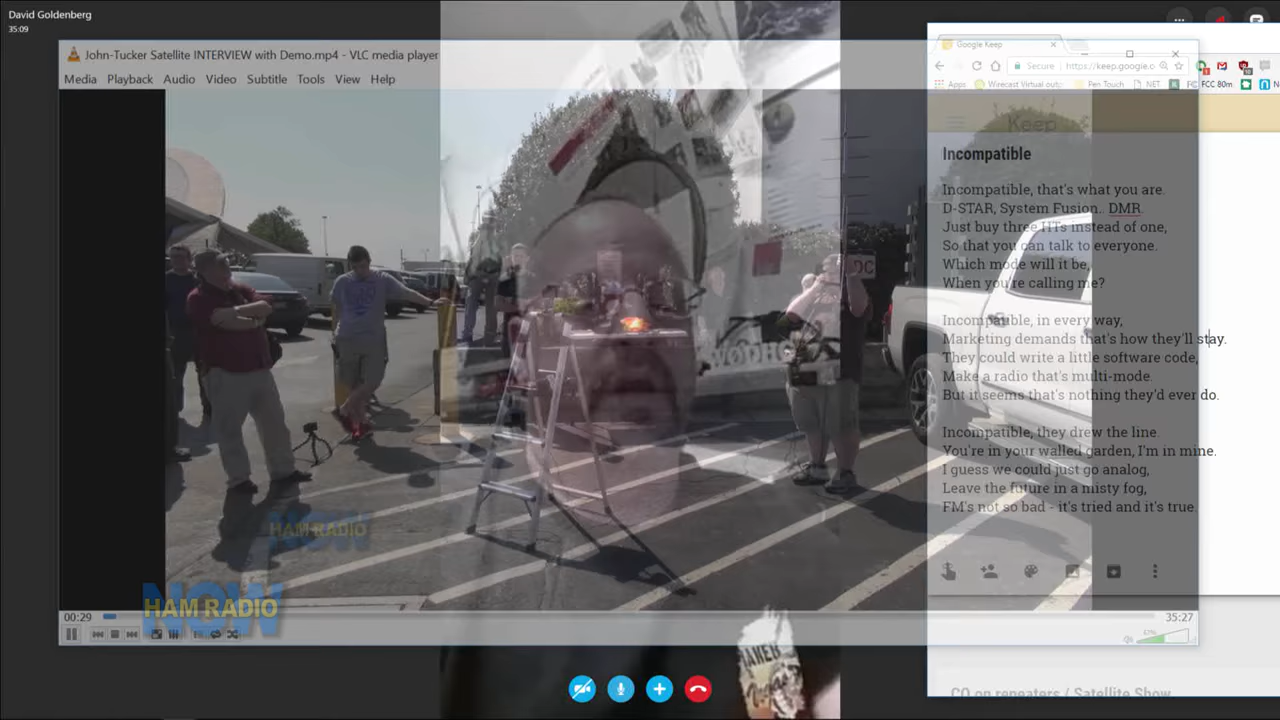 David Goldenberg
35:09
John-Tucker Satellite INTERVIEW with Demo.mp4 - VLC media player
Media Playback Audio Video Subtitle Tools View Help
Google Keep
Secure https://keep.google.c
Apps Wirecast Virtual out Pen Touch .NET FCC 80m
Keep
Incompatible
Incompatible, that's what you are.
D-STAR, System Fusion.. DMR.
Just buy three HTs instead of one,
So that you can talk to everyone.
Which mode will it be,
When you're calling me?
Incompatible, in every way,
Marketing demands that's how they'll stay.
They could write a little software code,
Make a radio that's multi-mode.
But it seems that's nothing they'd ever do.
Incompatible, they drew the line.
You're in your walled garden, I'm in mine.
I guess we could just go analog,
Leave the future in a misty fog,
FM's not so bad - it's tried and it's true.
DC
HAM RADIO
NOW
HAM RADIO
NOW
00:29
35:27
MAKER
CQ on repeaters / Satellite Show